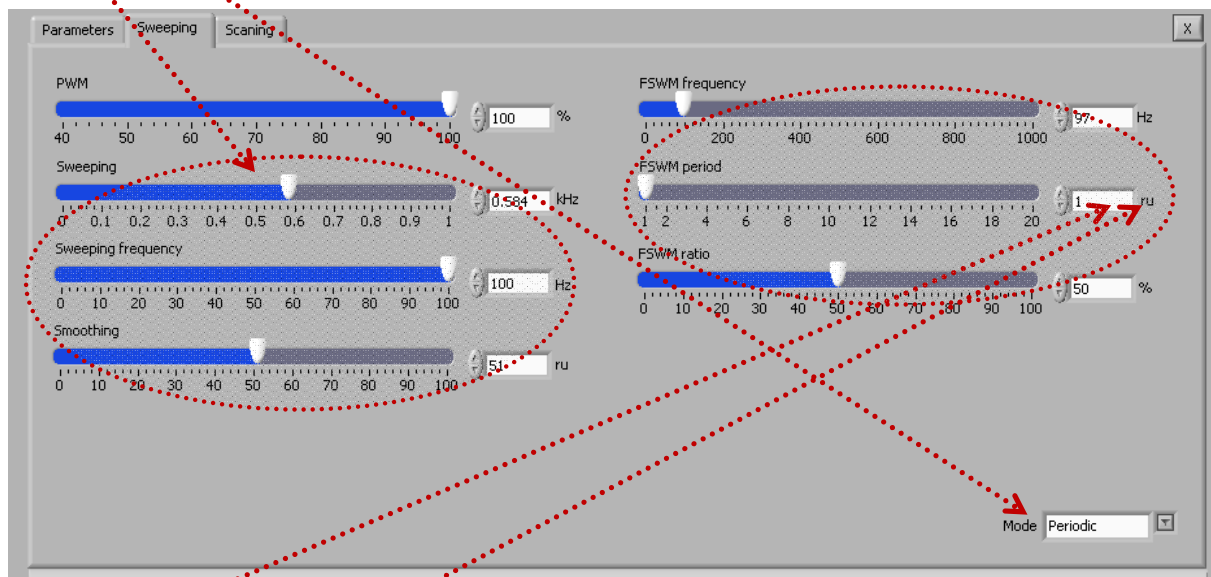 Parameters Sweeping Scaning X
PWM
100 %
40 50 60 70 80 90 100
Sweeping
0.584 kHz
0 0.1 0.2 0.3 0.4 0.5 0.6 0.7 0.8 0.9 1
Sweeping frequency
100 Hz
0 10 20 30 40 50 60 70 80 90 100
Smoothing
51 ru
0 10 20 30 40 50 60 70 80 90 100
FSWM frequency
97 Hz
0 200 400 600 800 1000
FSWM period
1 ru
1 2 4 6 8 10 12 14 16 18 20
FSWM ratio
50 %
0 10 20 30 40 50 60 70 80 90 100
Mode Periodic